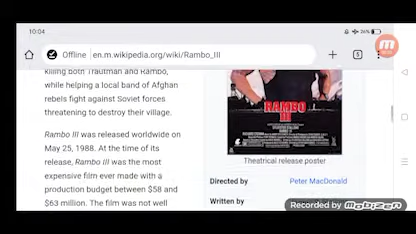 10:04
26%
Offline en.m.wikipedia.org/wiki/Rambo_III
5
killing both Trautman and Rambo,
while helping a local band of Afghan
rebels fight against Soviet forces
threatening to destroy their village.
Rambo III was released worldwide on
May 25, 1988. At the time of its
release, Rambo III was the most
expensive film ever made with a
production budget between $58 and
$63 million. The film was not well
RAMBO
III
Theatrical release poster
Directed by Peter MacDonald
Written by
Recorded by mobizen